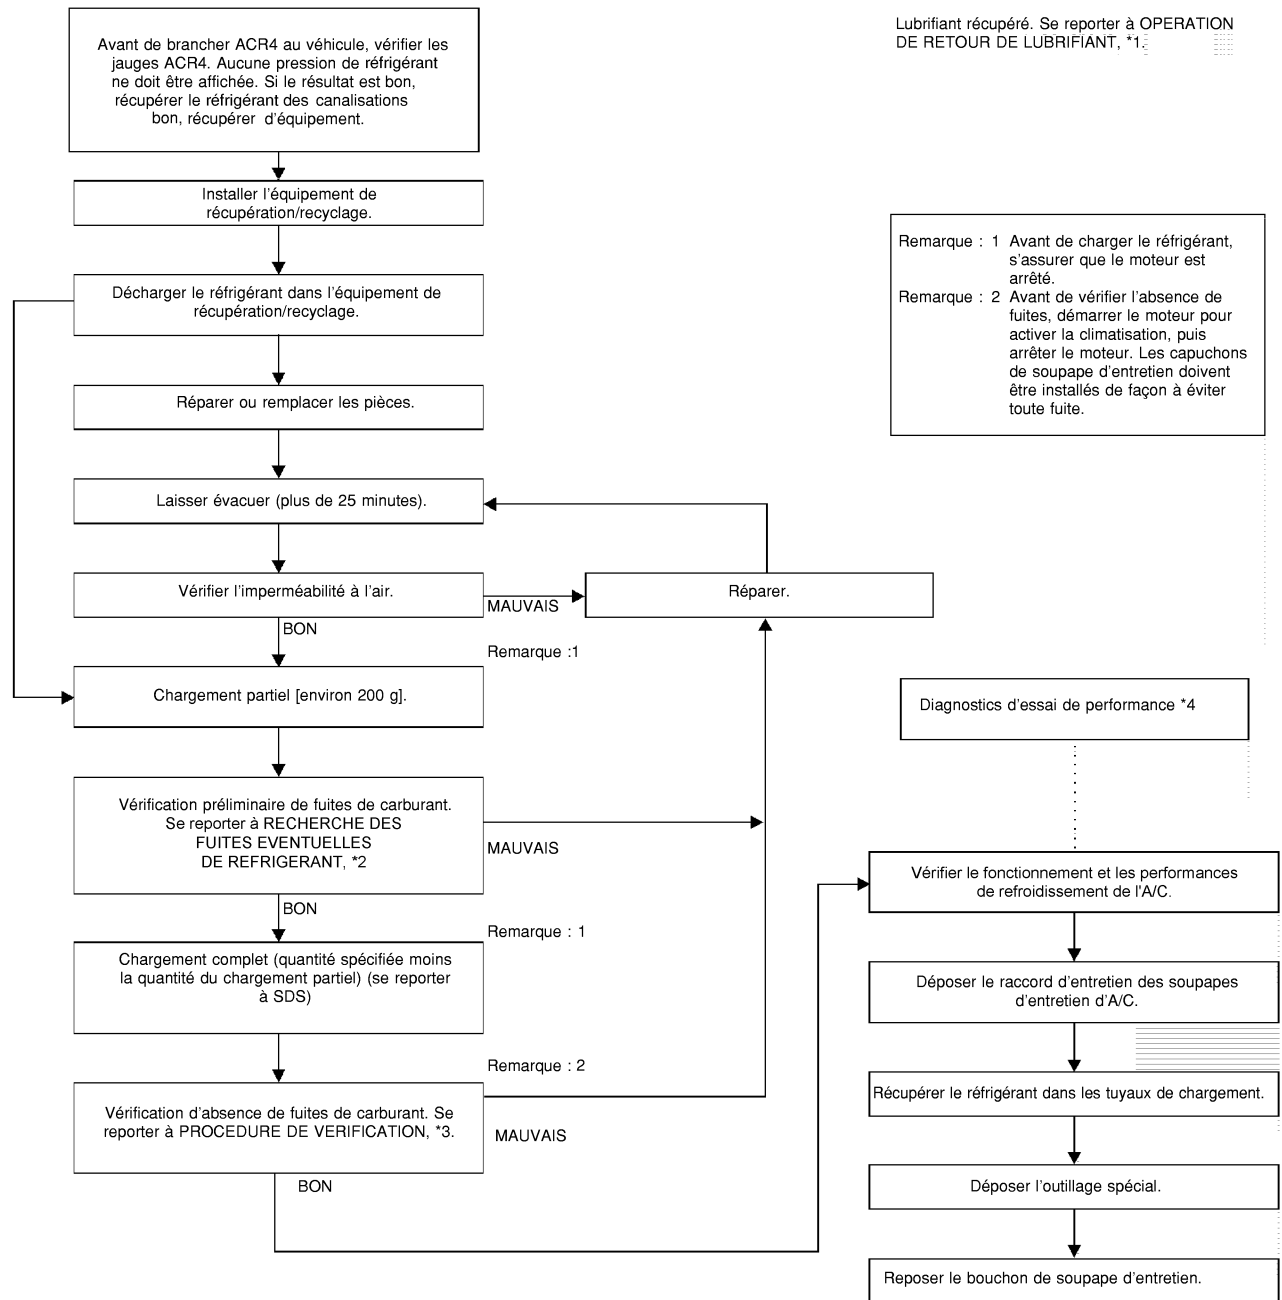 Avant de brancher ACR4 au véhicule, vérifier les
jauges ACR4. Aucune pression de réfrigérant
ne doit être affichée. Si le résultat est bon,
récupérer le réfrigérant des canalisations
bon, récupérer d'équipement.
Lubrifiant récupéré. Se reporter à OPERATION
DE RETOUR DE LUBRIFIANT, *1.
Installer l'équipement de
récupération/recyclage.
Décharger le réfrigérant dans l'équipement de
récupération/recyclage.
Remarque : 1 Avant de charger le réfrigérant,
s'assurer que le moteur est
arrêté.
Remarque : 2 Avant de vérifier l'absence de
fuites, démarrer le moteur pour
activer la climatisation, puis
arrêter le moteur. Les capuchons
de soupape d'entretien doivent
être installés de façon à éviter
toute fuite.
Réparer ou remplacer les pièces.
Laisser évacuer (plus de 25 minutes).
Vérifier l'imperméabilité à l'air.
MAUVAIS
Réparer.
BON
Remarque :1
Chargement partiel [environ 200 g].
Vérification préliminaire de fuites de carburant.
Se reporter à RECHERCHE DES
FUITES EVENTUELLES
DE REFRIGERANT, *2
MAUVAIS
BON
Remarque : 1
Chargement complet (quantité spécifiée moins
la quantité du chargement partiel) (se reporter
à SDS)
Remarque : 2
Vérification d'absence de fuites de carburant. Se
reporter à PROCEDURE DE VERIFICATION, *3.
MAUVAIS
BON
Diagnostics d'essai de performance *4
Vérifier le fonctionnement et les performances
de refroidissement de l'A/C.
Déposer le raccord d'entretien des soupapes
d'entretien d'A/C.
Récupérer le réfrigérant dans les tuyaux de chargement.
Déposer l'outillage spécial.
Reposer le bouchon de soupape d'entretien.